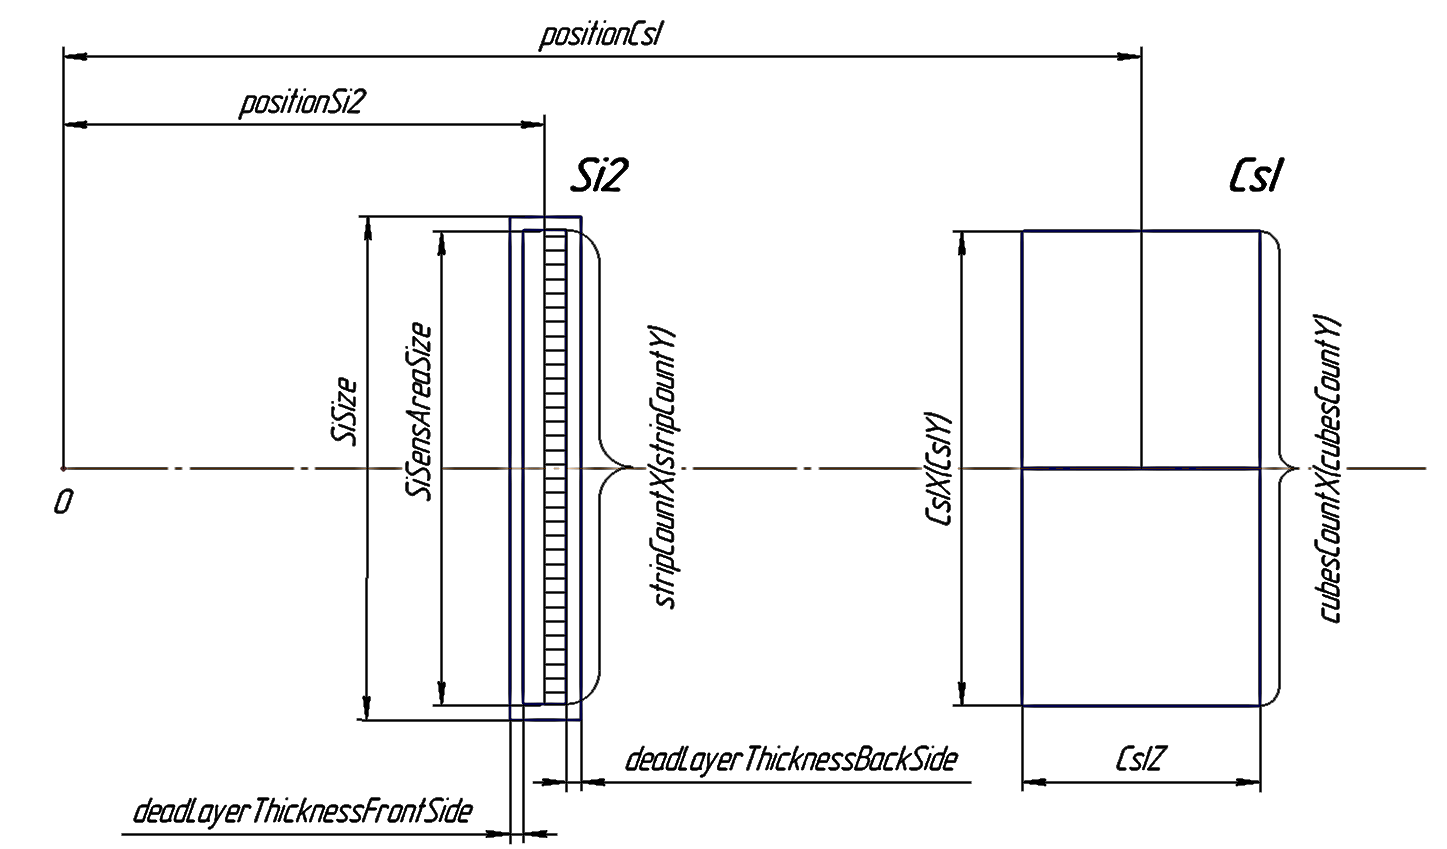 positionCsI
positionSi2
Si2
CsI
SiSize
SiSensAreaSize
stripCountX(stripCountY)
CsIX(CsIY)
cubesCountX(cubesCountY)
0
deadLayerThicknessBackSide
CsIZ
deadLayerThicknessFrontSide